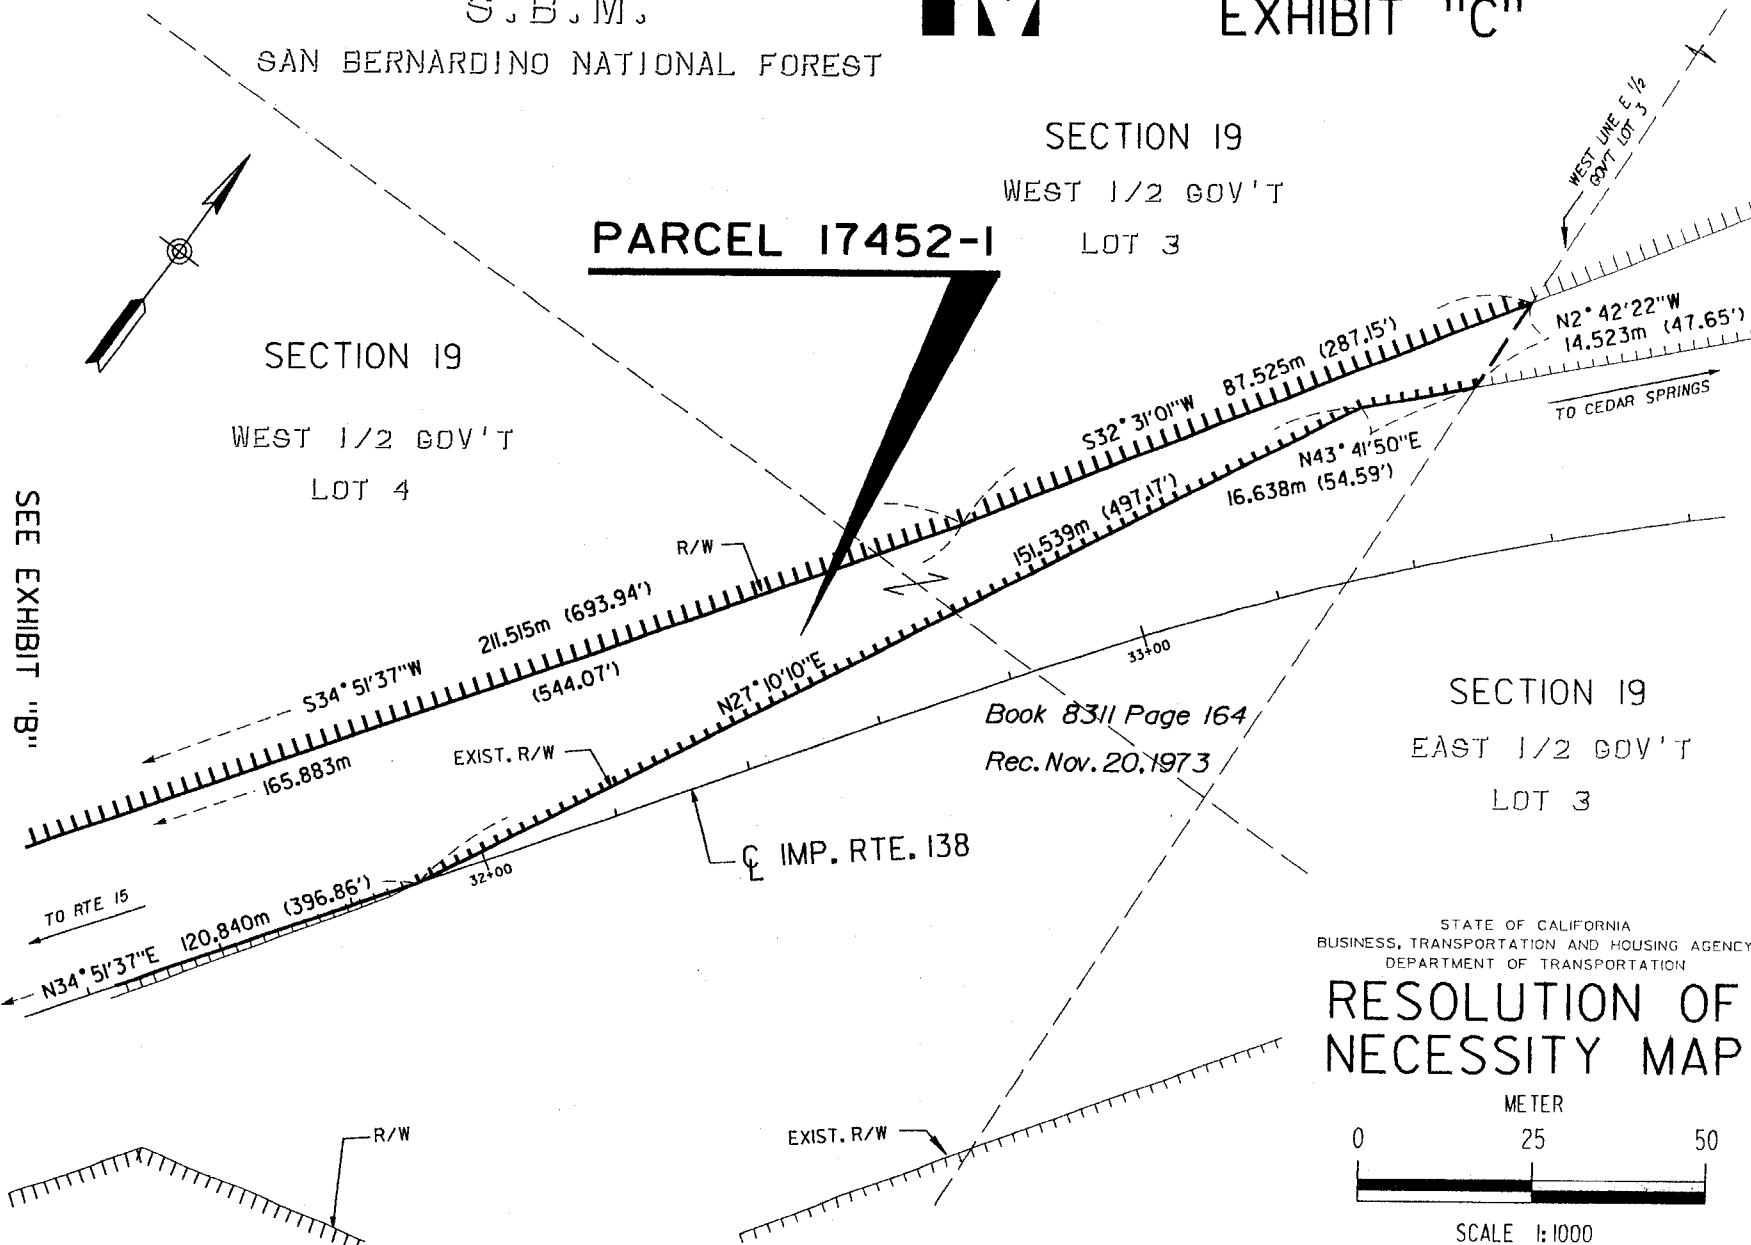 S.B.M.
SAN BERNARDINO NATIONAL FOREST
EXHIBIT "C"
WEST LINE E 1/2
GOV'T LOT 3
SECTION 19
WEST 1/2 GOV'T
LOT 3
PARCEL 17452-1
SECTION 19
WEST 1/2 GOV'T
LOT 4
N2°42'22"W
14.523m (47.65')
TO CEDAR SPRINGS
S32°31'01"W 87.525m (287.15')
N43°41'50"E
16.638m (54.59')
151.539m (497.17')
N27°10'10"E
R/W
211.515m (693.94')
S34°51'37"W
(544.07')
165.883m
EXIST. R/W
SEE EXHIBIT "B"
33+00
Book 8311 Page 164
Rec. Nov. 20, 1973
SECTION 19
EAST 1/2 GOV'T
LOT 3
CL IMP. RTE. 138
32+00
TO RTE 15
N34°51'37"E 120.840m (396.86')
STATE OF CALIFORNIA
BUSINESS, TRANSPORTATION AND HOUSING AGENCY
DEPARTMENT OF TRANSPORTATION
RESOLUTION OF
NECESSITY MAP
METER
0 25 50
SCALE 1:1000
R/W
EXIST. R/W